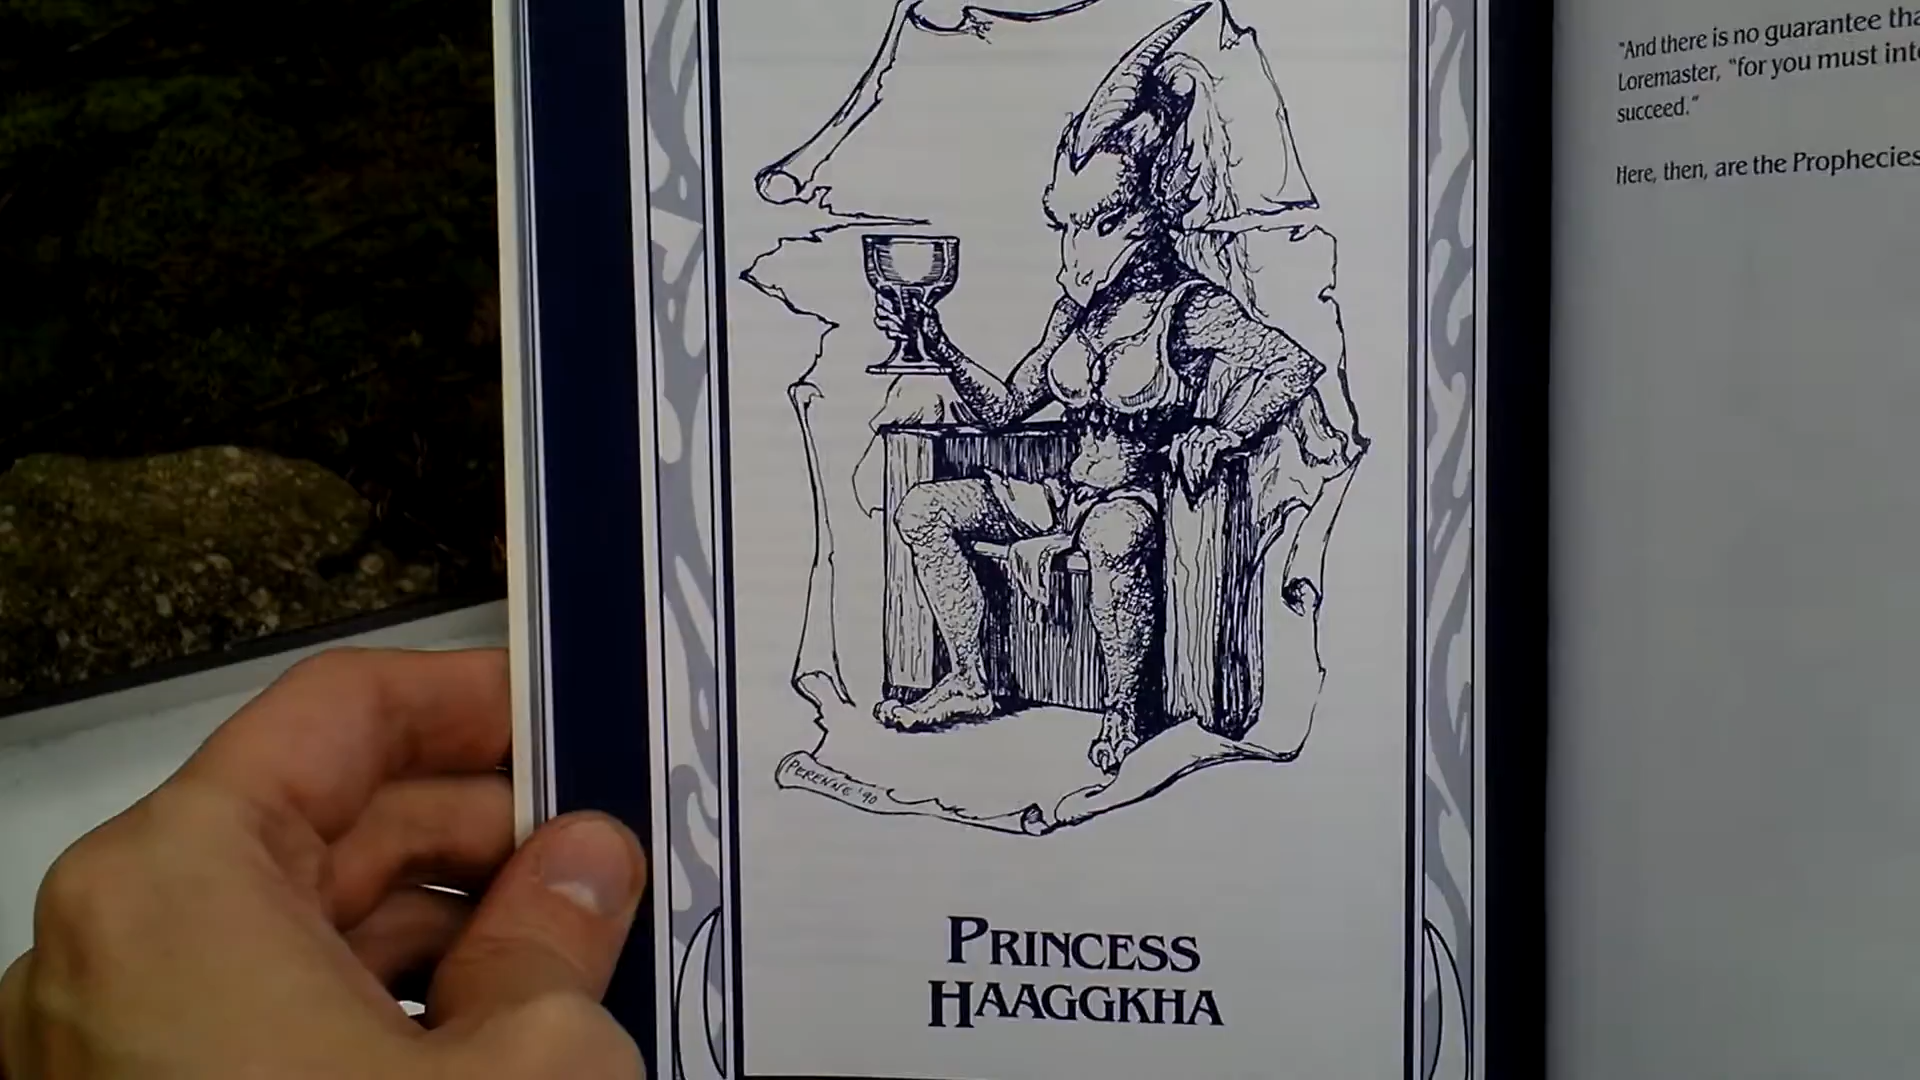 PERENNE '90
PRINCESS
HAAGGKHA
"And there is no guarantee tha
Loremaster, "for you must int
succeed."
Here, then, are the Prophecies